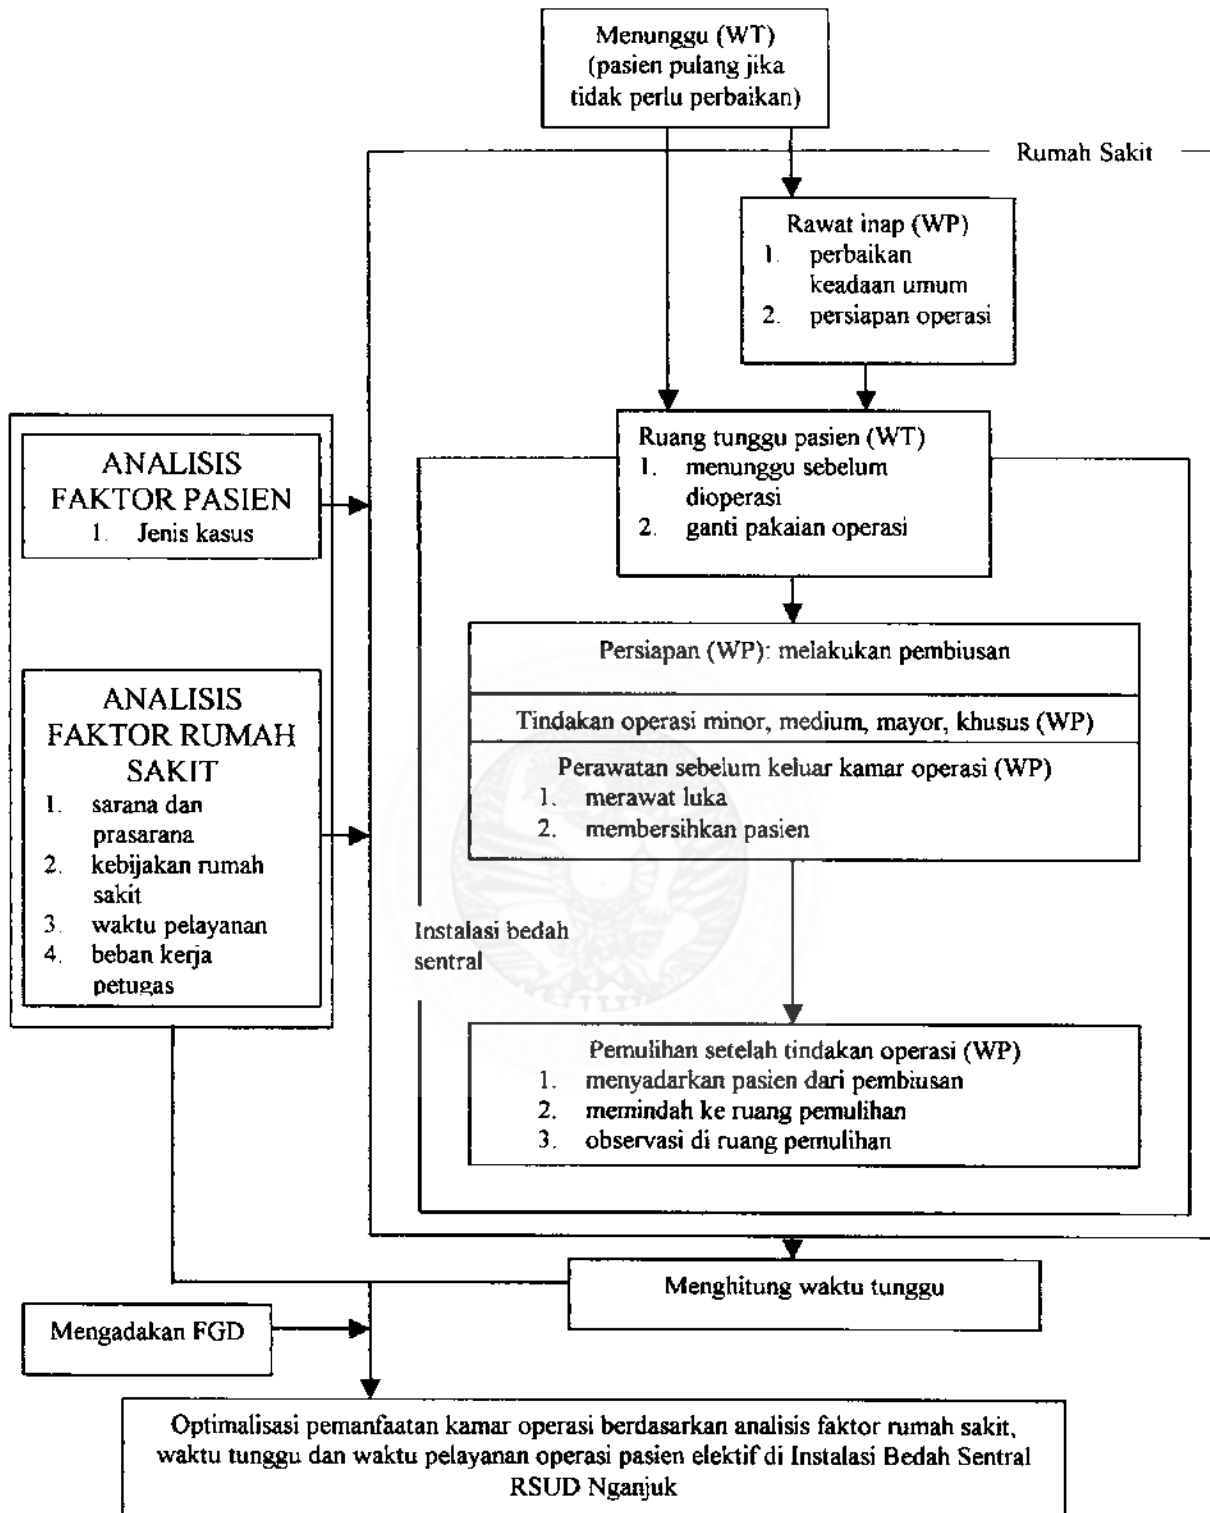 Menunggu (WT)
(pasien pulang jika
tidak perlu perbaikan)
Rumah Sakit
Rawat inap (WP)
1. perbaikan
keadaan umum
2. persiapan operasi
Ruang tunggu pasien (WT)
1. menunggu sebelum
dioperasi
2. ganti pakaian operasi
ANALISIS
FAKTOR PASIEN
1. Jenis kasus
Persiapan (WP): melakukan pembiusan
Tindakan operasi minor, medium, mayor, khusus (WP)
Perawatan sebelum keluar kamar operasi (WP)
1. merawat luka
2. membersihkan pasien
ANALISIS
FAKTOR RUMAH
SAKIT
1. sarana dan
prasarana
2. kebijakan rumah
sakit
3. waktu pelayanan
4. beban kerja
petugas
Instalasi bedah
sentral
Pemulihan setelah tindakan operasi (WP)
1. menyadarkan pasien dari pembiusan
2. memindah ke ruang pemulihan
3. observasi di ruang pemulihan
Menghitung waktu tunggu
Mengadakan FGD
Optimalisasi pemanfaatan kamar operasi berdasarkan analisis faktor rumah sakit,
waktu tunggu dan waktu pelayanan operasi pasien elektif di Instalasi Bedah Sentral
RSUD Nganjuk